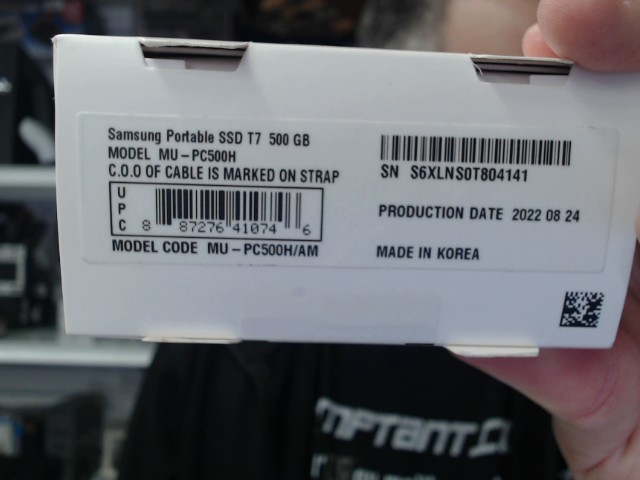 Samsung Portable SSD T7 500 GB
MODEL MU-PC500H
C.O.O OF CABLE IS MARKED ON STRAP
UPC
8 87276 41074 6
MODEL CODE MU-PC500H/AM
SN S6XLNS0T804141
PRODUCTION DATE 2022 08 24
MADE IN KOREA